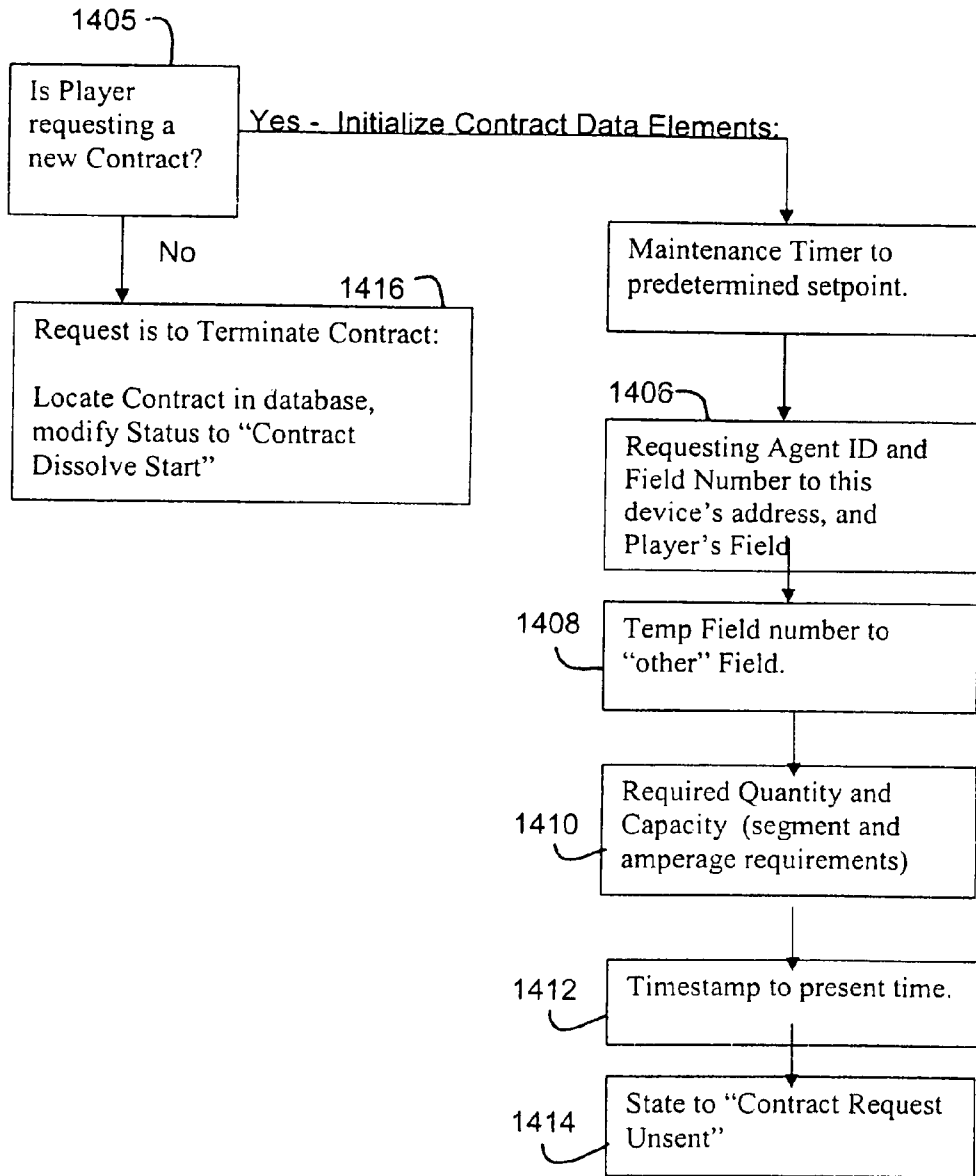 1405
Is Player
requesting a
new Contract?
Yes - Initialize Contract Data Elements:
No
1416
Request is to Terminate Contract:
Locate Contract in database,
modify Status to “Contract
Dissolve Start”
Maintenance Timer to
predetermined setpoint.
1406
Requesting Agent ID and
Field Number to this
device’s address, and
Player’s Field
1408
Temp Field number to
“other” Field.
1410
Required Quantity and
Capacity (segment and
amperage requirements)
1412
Timestamp to present time.
1414
State to “Contract Request
Unsent”